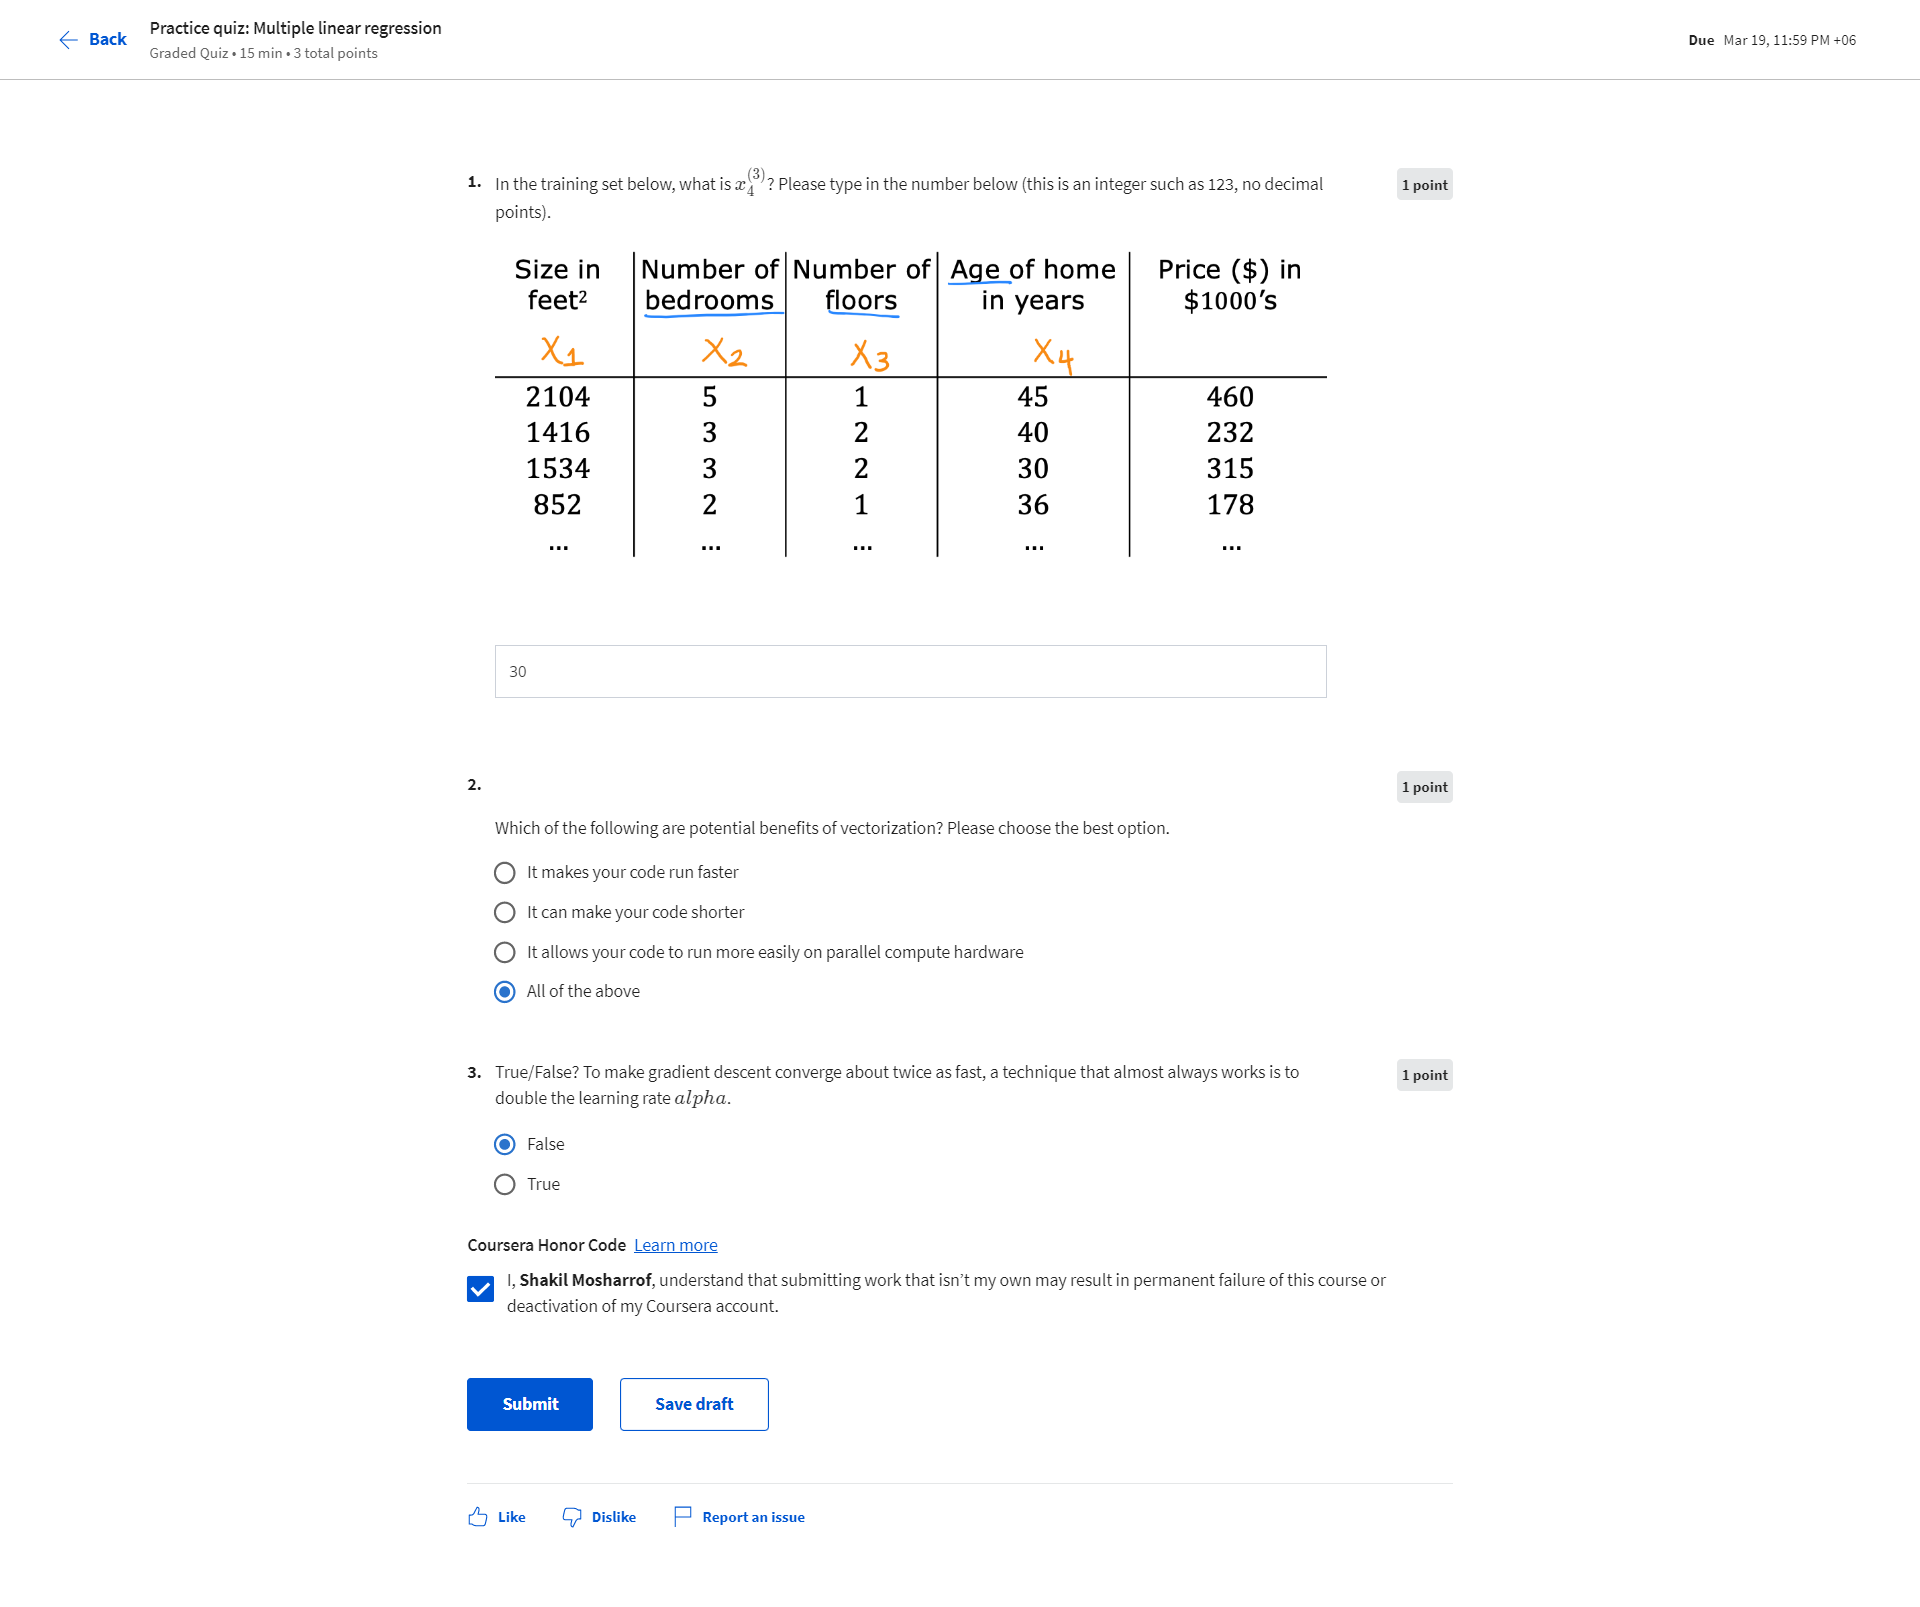 Back
Practice quiz: Multiple linear regression
Graded Quiz • 15 min • 3 total points
Due Mar 19, 11:59 PM +06
1. In the training set below, what is x₄⁽³⁾? Please type in the number below (this is an integer such as 123, no decimal
points).
1 point
Size in feet² Number of bedrooms Number of floors Age of home in years Price ($) in $1000's
X1 X2 X3 X4
2104 5 1 45 460
1416 3 2 40 232
1534 3 2 30 315
852 2 1 36 178
... ... ... ... ...
30
2.
1 point
Which of the following are potential benefits of vectorization? Please choose the best option.
It makes your code run faster
It can make your code shorter
It allows your code to run more easily on parallel compute hardware
All of the above
3. True/False? To make gradient descent converge about twice as fast, a technique that almost always works is to
double the learning rate alpha.
1 point
False
True
Coursera Honor Code Learn more
I, Shakil Mosharrof, understand that submitting work that isn't my own may result in permanent failure of this course or
deactivation of my Coursera account.
Submit Save draft
Like Dislike Report an issue